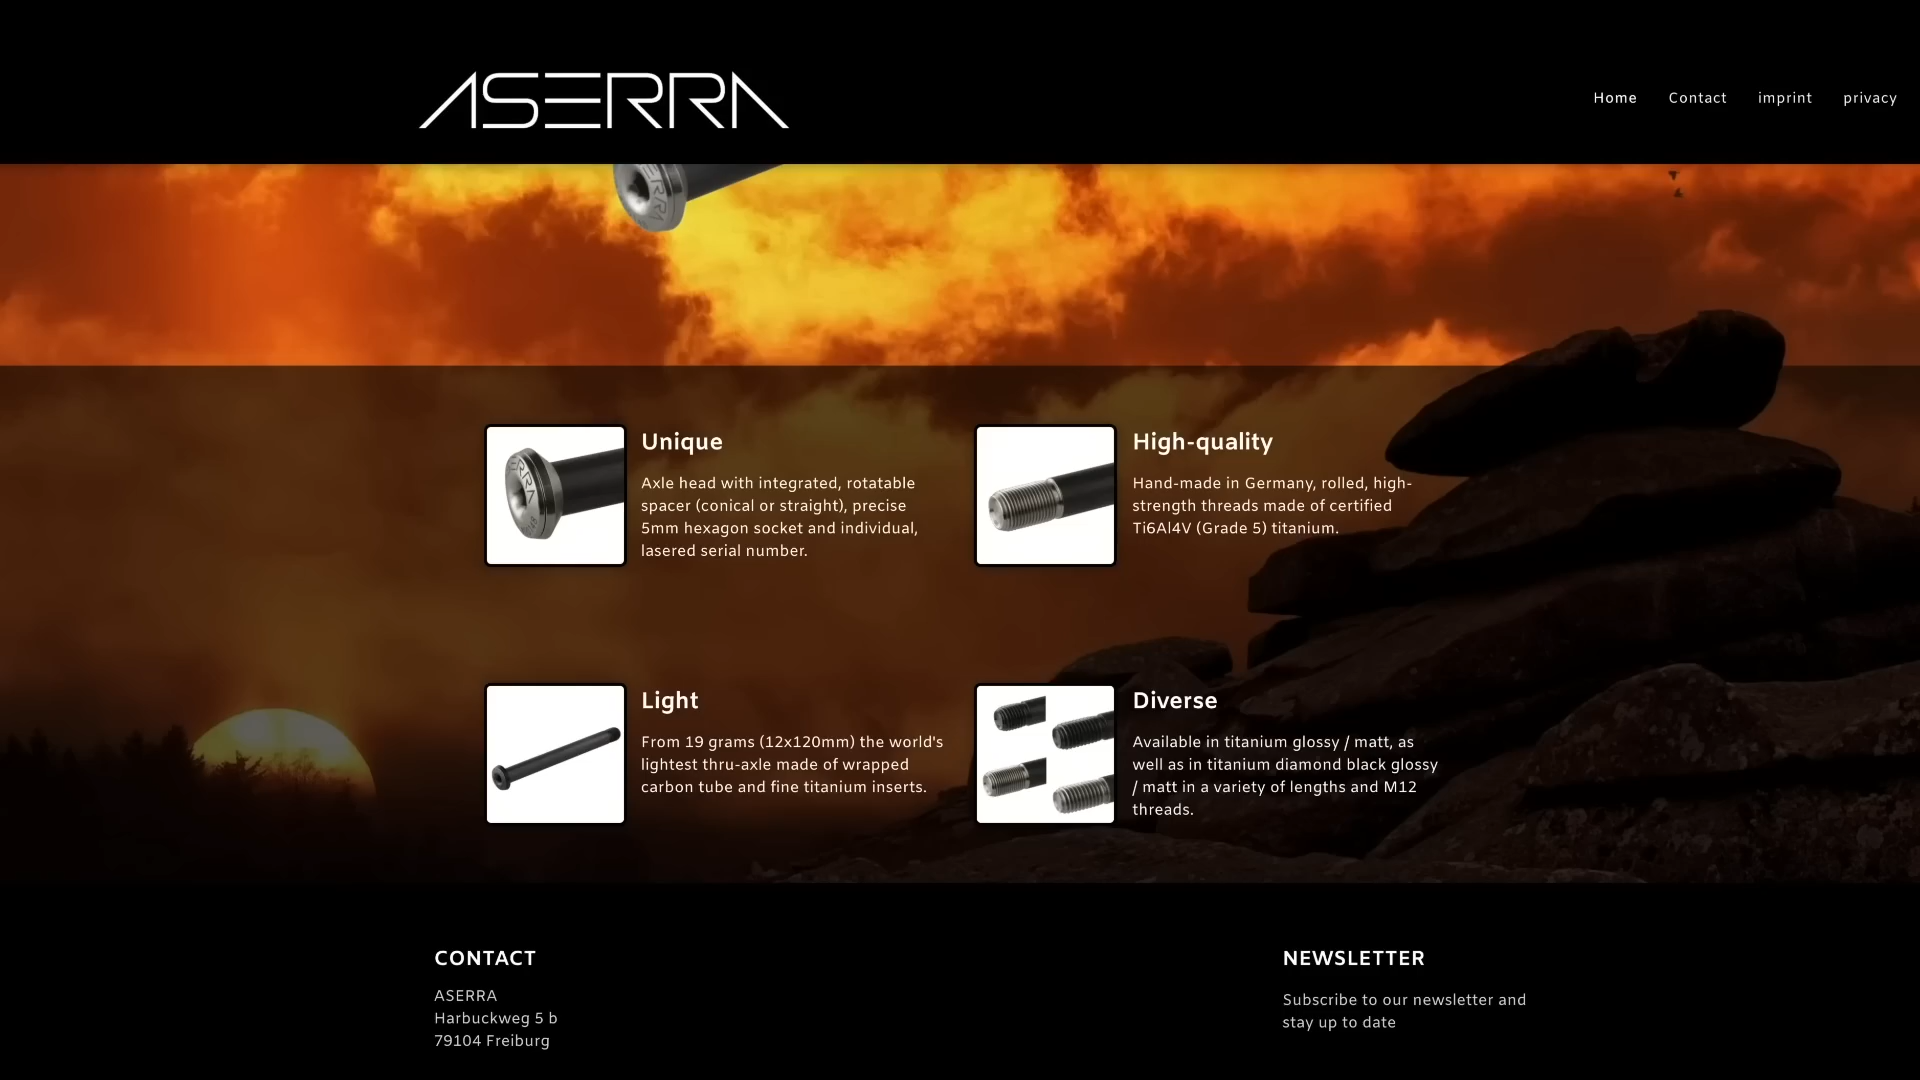 ASERRA
Home Contact imprint privacy
Unique
Axle head with integrated, rotatable
spacer (conical or straight), precise
5mm hexagon socket and individual,
lasered serial number.
High-quality
Hand-made in Germany, rolled, high-
strength threads made of certified
Ti6Al4V (Grade 5) titanium.
Light
From 19 grams (12x120mm) the world's
lightest thru-axle made of wrapped
carbon tube and fine titanium inserts.
Diverse
Available in titanium glossy / matt, as
well as in titanium diamond black glossy
/ matt in a variety of lengths and M12
threads.
CONTACT
ASERRA
Harbuckweg 5 b
79104 Freiburg
NEWSLETTER
Subscribe to our newsletter and
stay up to date